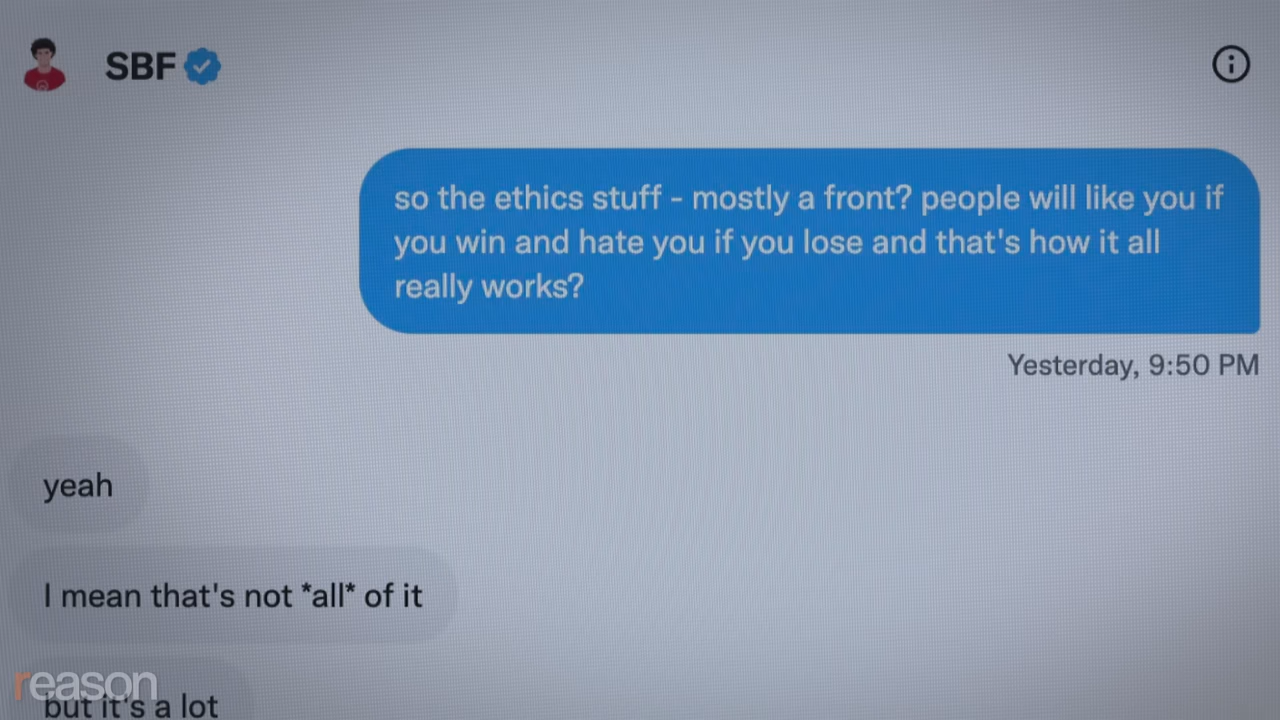 SBF
so the ethics stuff - mostly a front? people will like you if
you win and hate you if you lose and that's how it all
really works?
Yesterday, 9:50 PM
yeah
I mean that's not *all* of it
but it's a lot
reason